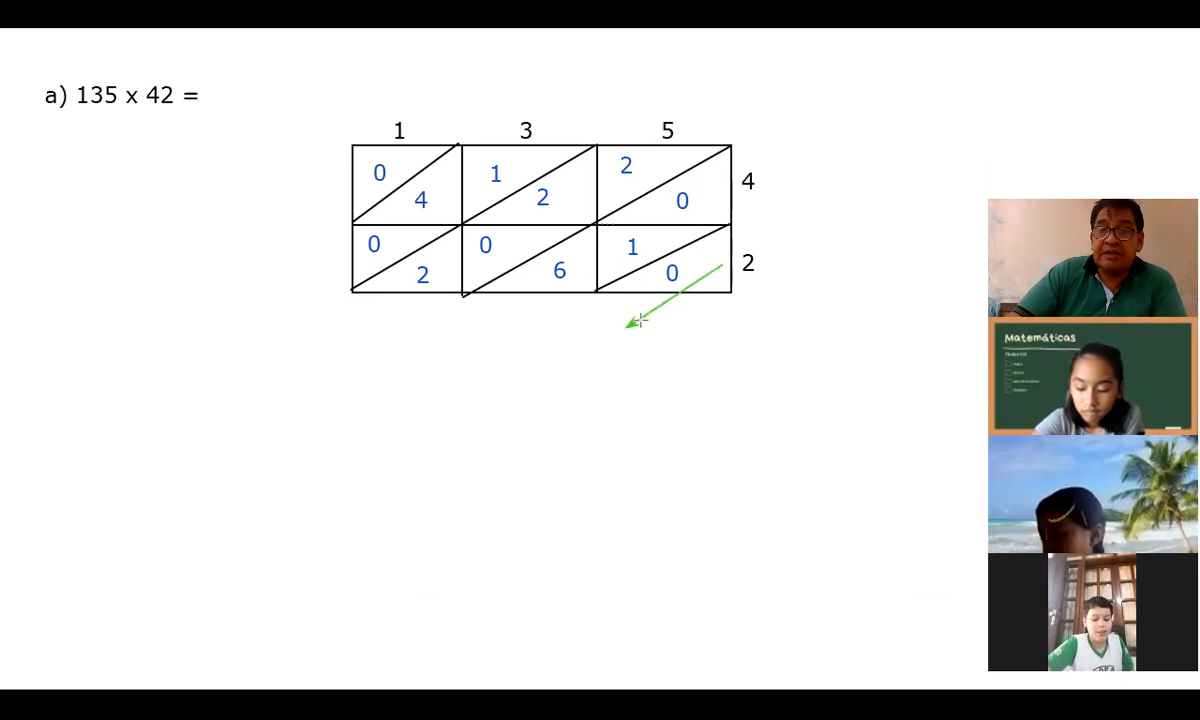 a) 135 x 42 =
1 3 5
0 4 1 2 2 0 4
0 2 0 6 1 0 2
Matemáticas